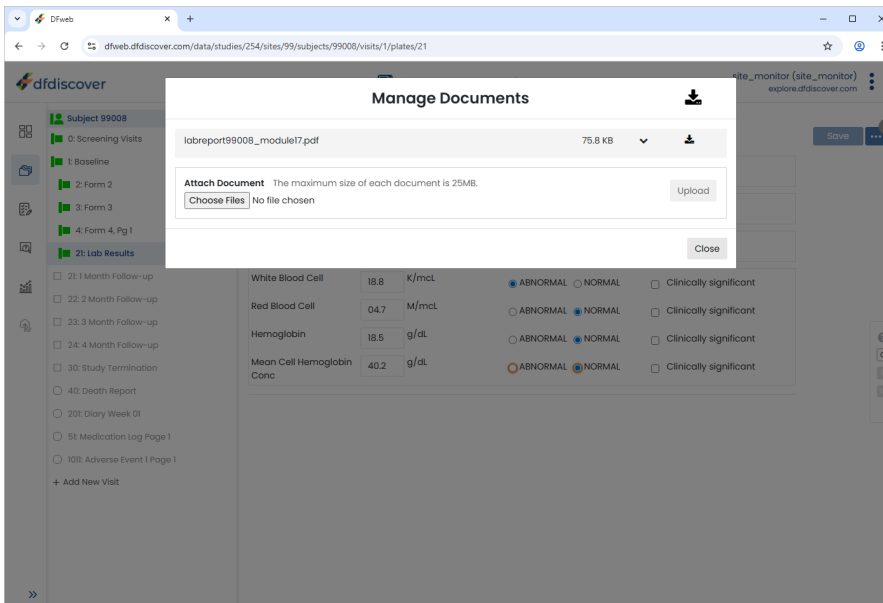 DFweb
dfweb.dfdiscover.com/data/studies/254/sites/99/subjects/99008/visits/1/plates/21
dfdiscover
site_monitor (site_monitor)
explore.dfdiscover.com
Manage Documents
labreport99008_module17.pdf 75.8 KB
Attach Document The maximum size of each document is 25MB.
Choose Files No file chosen
Upload
Close
Save
Subject 99008
0: Screening Visits
1: Baseline
2: Form 2
3: Form 3
4: Form 4, Pg 1
21: Lab Results
21: 1 Month Follow-up
22: 2 Month Follow-up
23: 3 Month Follow-up
24: 4 Month Follow-up
30: Study Termination
40: Death Report
201: Diary Week 01
51: Medication Log Page 1
1011: Adverse Event 1 Page 1
+ Add New Visit
White Blood Cell 18.8 K/mcL ABNORMAL NORMAL Clinically significant
Red Blood Cell 04.7 M/mcL ABNORMAL NORMAL Clinically significant
Hemoglobin 18.5 g/dL ABNORMAL NORMAL Clinically significant
Mean Cell Hemoglobin 40.2 g/dL ABNORMAL NORMAL Clinically significant
Conc